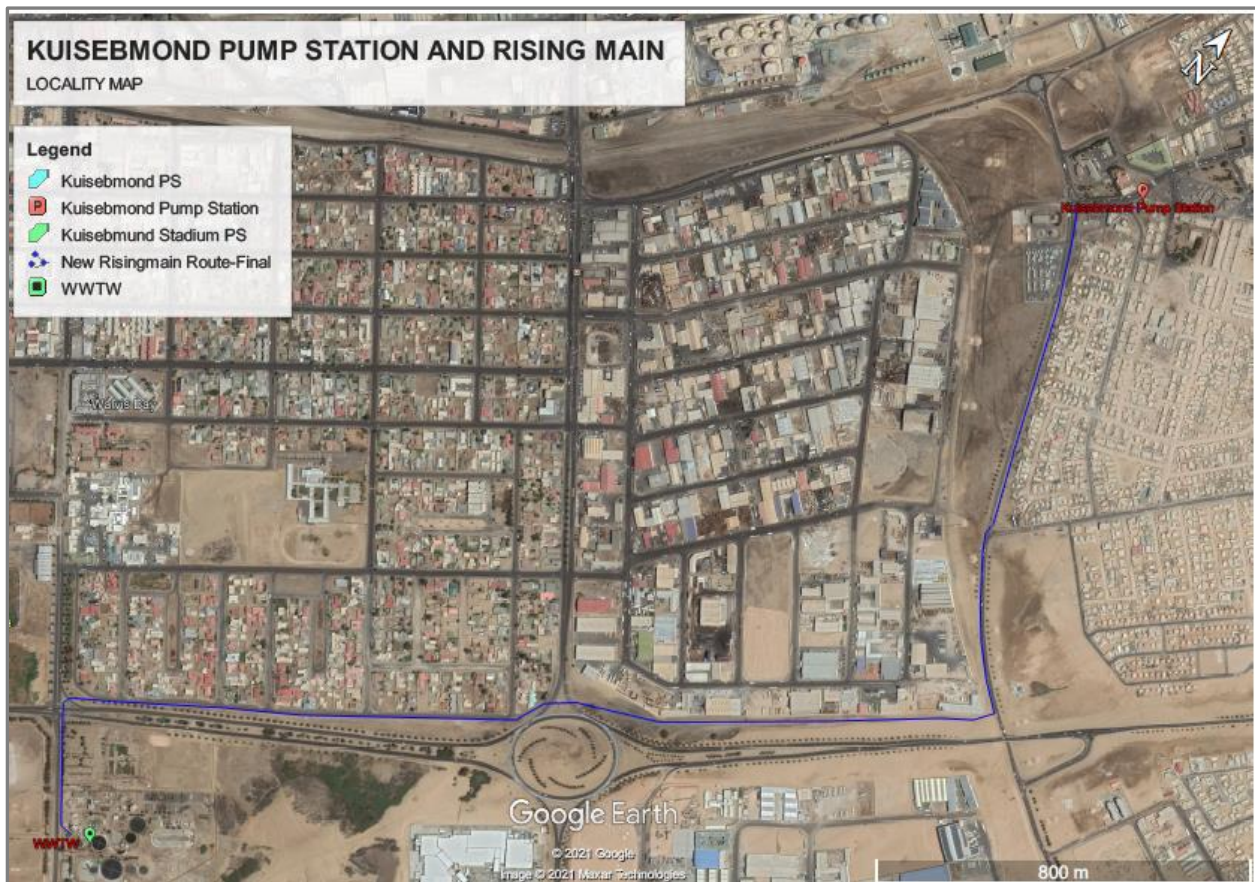 KUISEBMOND PUMP STATION AND RISING MAIN
LOCALITY MAP
N
Legend
Kuisebmond PS
P Kuisebmond Pump Station
Kuisebmund Stadium PS
New Risingmain Route-Final
WWTW
P
Kuisebmond Pump Station
Walvis Bay
WWTW
Google Earth
© 2021 Google
Image © 2021 Maxar Technologies
800 m